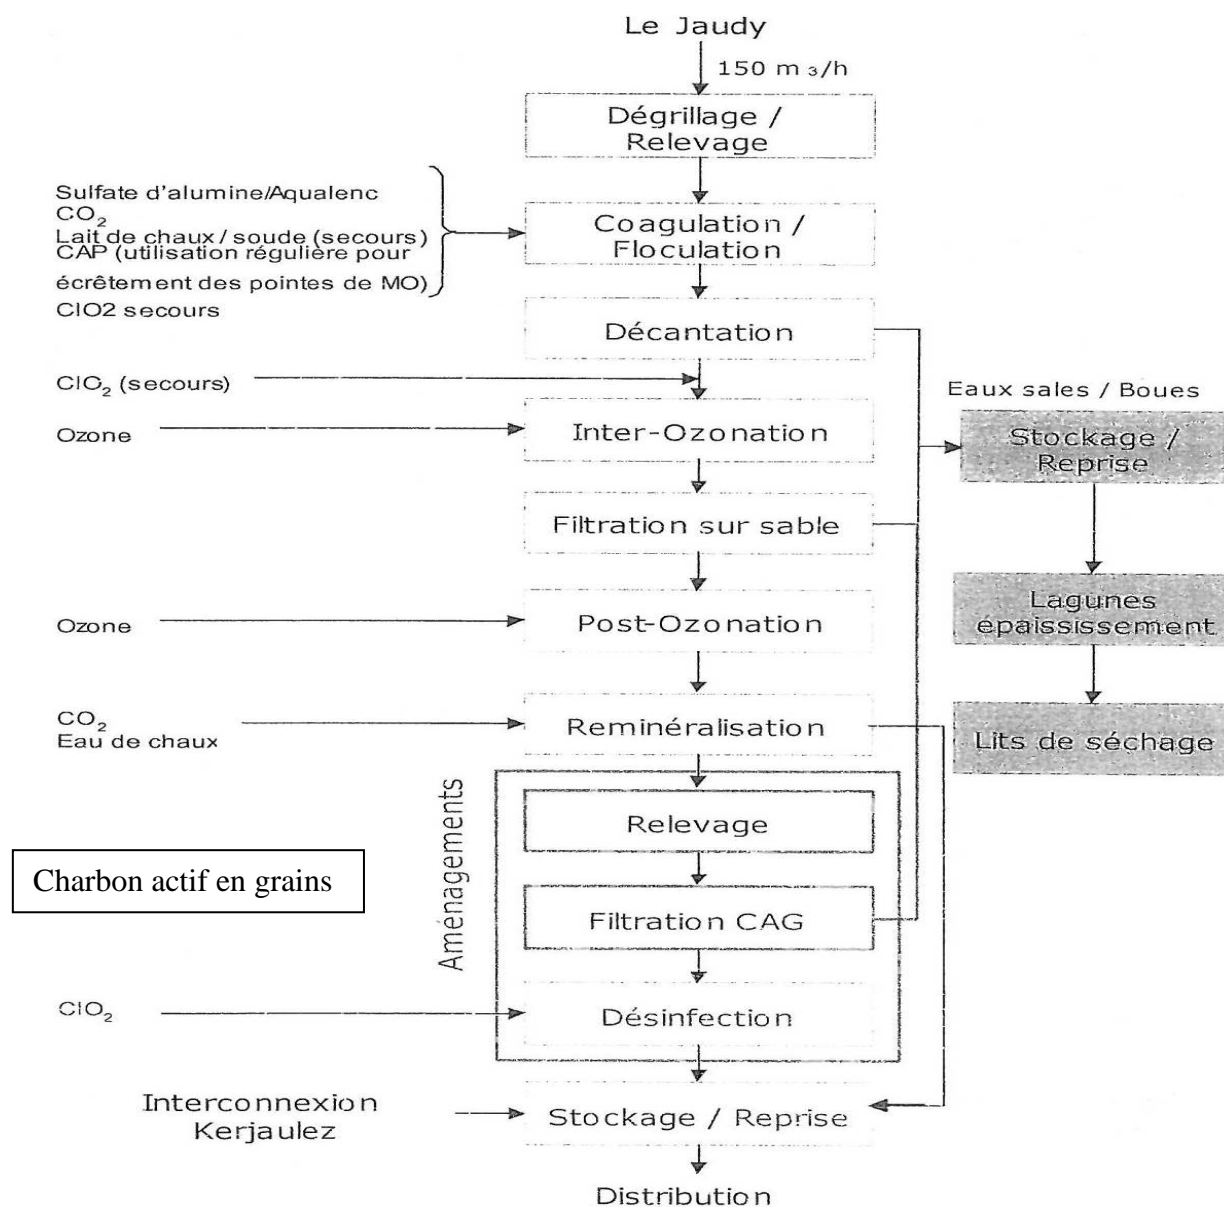 Le Jaudy
150 m 3/h
Dégrillage /
Relevage
Sulfate d'alumine/Aqualenc
CO2
Lait de chaux / soude (secours)
CAP (utilisation régulière pour
écrêtement des pointes de MO)
ClO2 secours
Coagulation /
Floculation
Décantation
ClO2 (secours)
Ozone
Inter-Ozonation
Eaux sales / Boues
Stockage /
Reprise
Filtration sur sable
Lagunes
épaississement
Ozone
Post-Ozonation
CO2
Eau de chaux
Reminéralisation
Lits de séchage
Aménagements
Relevage
Charbon actif en grains
Filtration CAG
ClO2
Désinfection
Interconnexion
Kerjaulez
Stockage / Reprise
Distribution